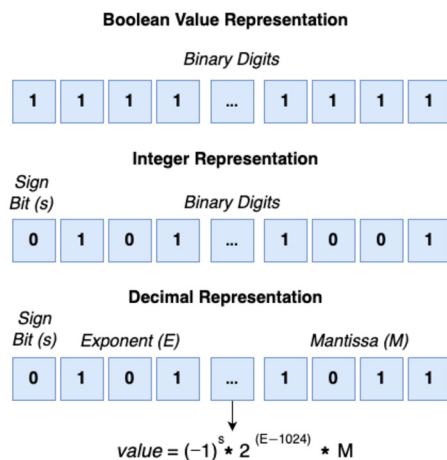 Boolean Value Representation
Binary Digits
1 1 1 1 ... 1 1 1 1
Integer Representation
Sign
Bit (s)
Binary Digits
0 1 0 1 ... 1 0 0 1
Decimal Representation
Sign
Bit (s)
Exponent (E)
Mantissa (M)
0 1 0 1 ... 1 0 1 1
value = (−1)^s * 2^(E−1024) * M